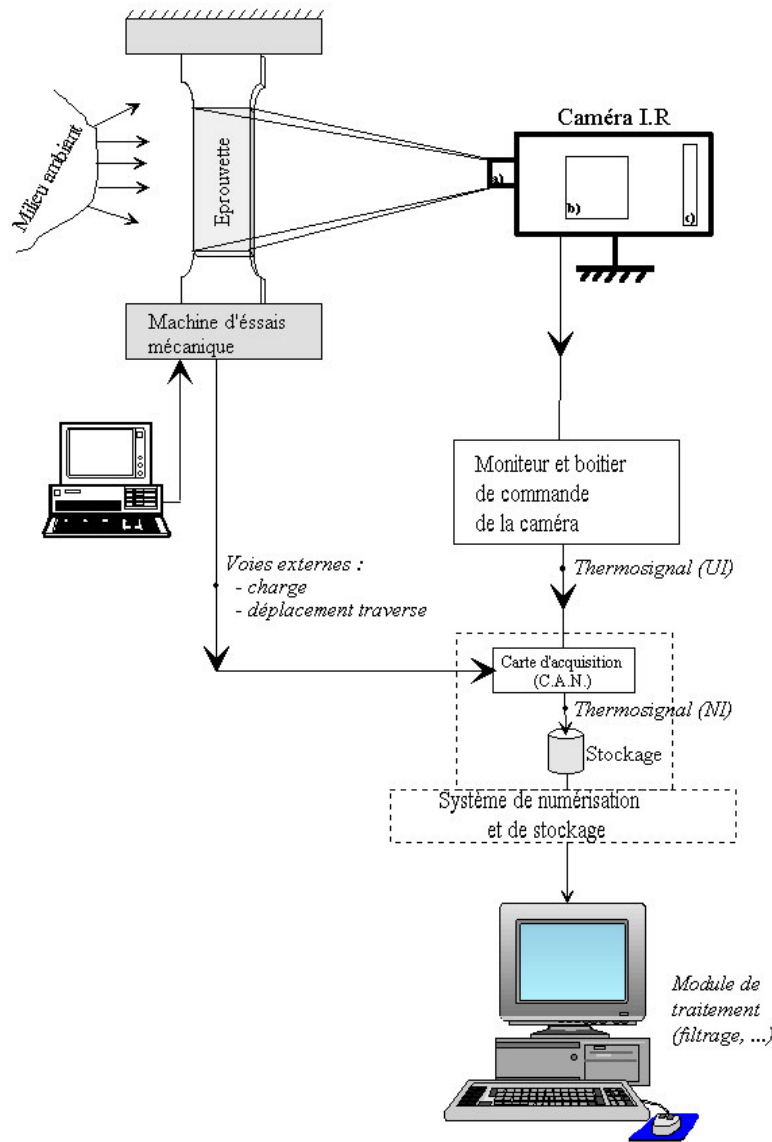 Caméra I.R
Milieu ambiant
Eprouvette
a)
b)
c)
Machine d'éssais
mécanique
Moniteur et boitier
de commande
de la caméra
Voies externes :
- charge
- déplacement traverse
Thermosignal (UI)
Carte d'acquisition
(C.A.N.)
Thermosignal (NI)
Stockage
Système de numérisation
et de stockage
Module de
traitement
(filtrage, ...)